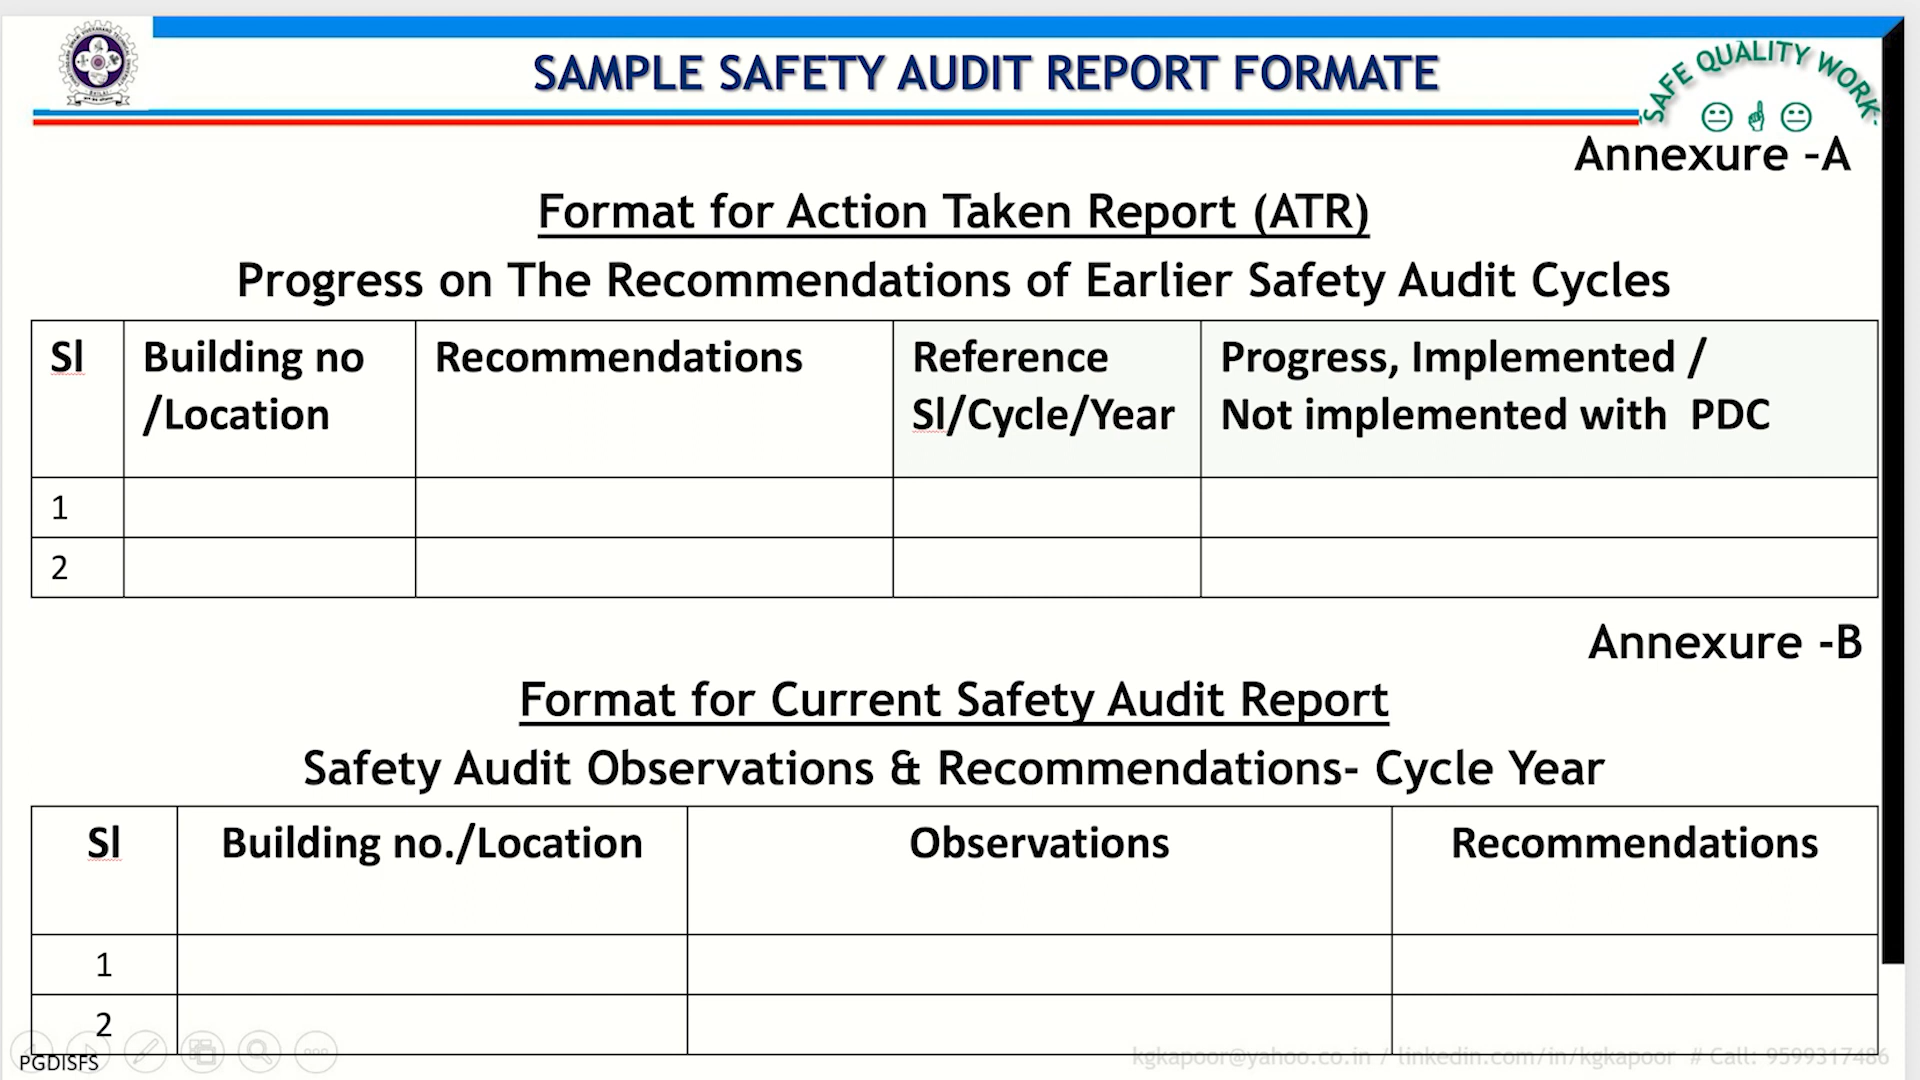 SAMPLE SAFETY AUDIT REPORT FORMATE
SAFE QUALITY WORK
Annexure -A
Format for Action Taken Report (ATR)
Progress on The Recommendations of Earlier Safety Audit Cycles
Sl
Building no
/Location
Recommendations
Reference
Sl/Cycle/Year
Progress, Implemented /
Not implemented with PDC
1
2
Annexure -B
Format for Current Safety Audit Report
Safety Audit Observations & Recommendations- Cycle Year
Sl
Building no./Location
Observations
Recommendations
1
2
PGDISFS
kgkapoor@yahoo.co.in / linkedin.com/in/kgkapoor # Call: 9599317486